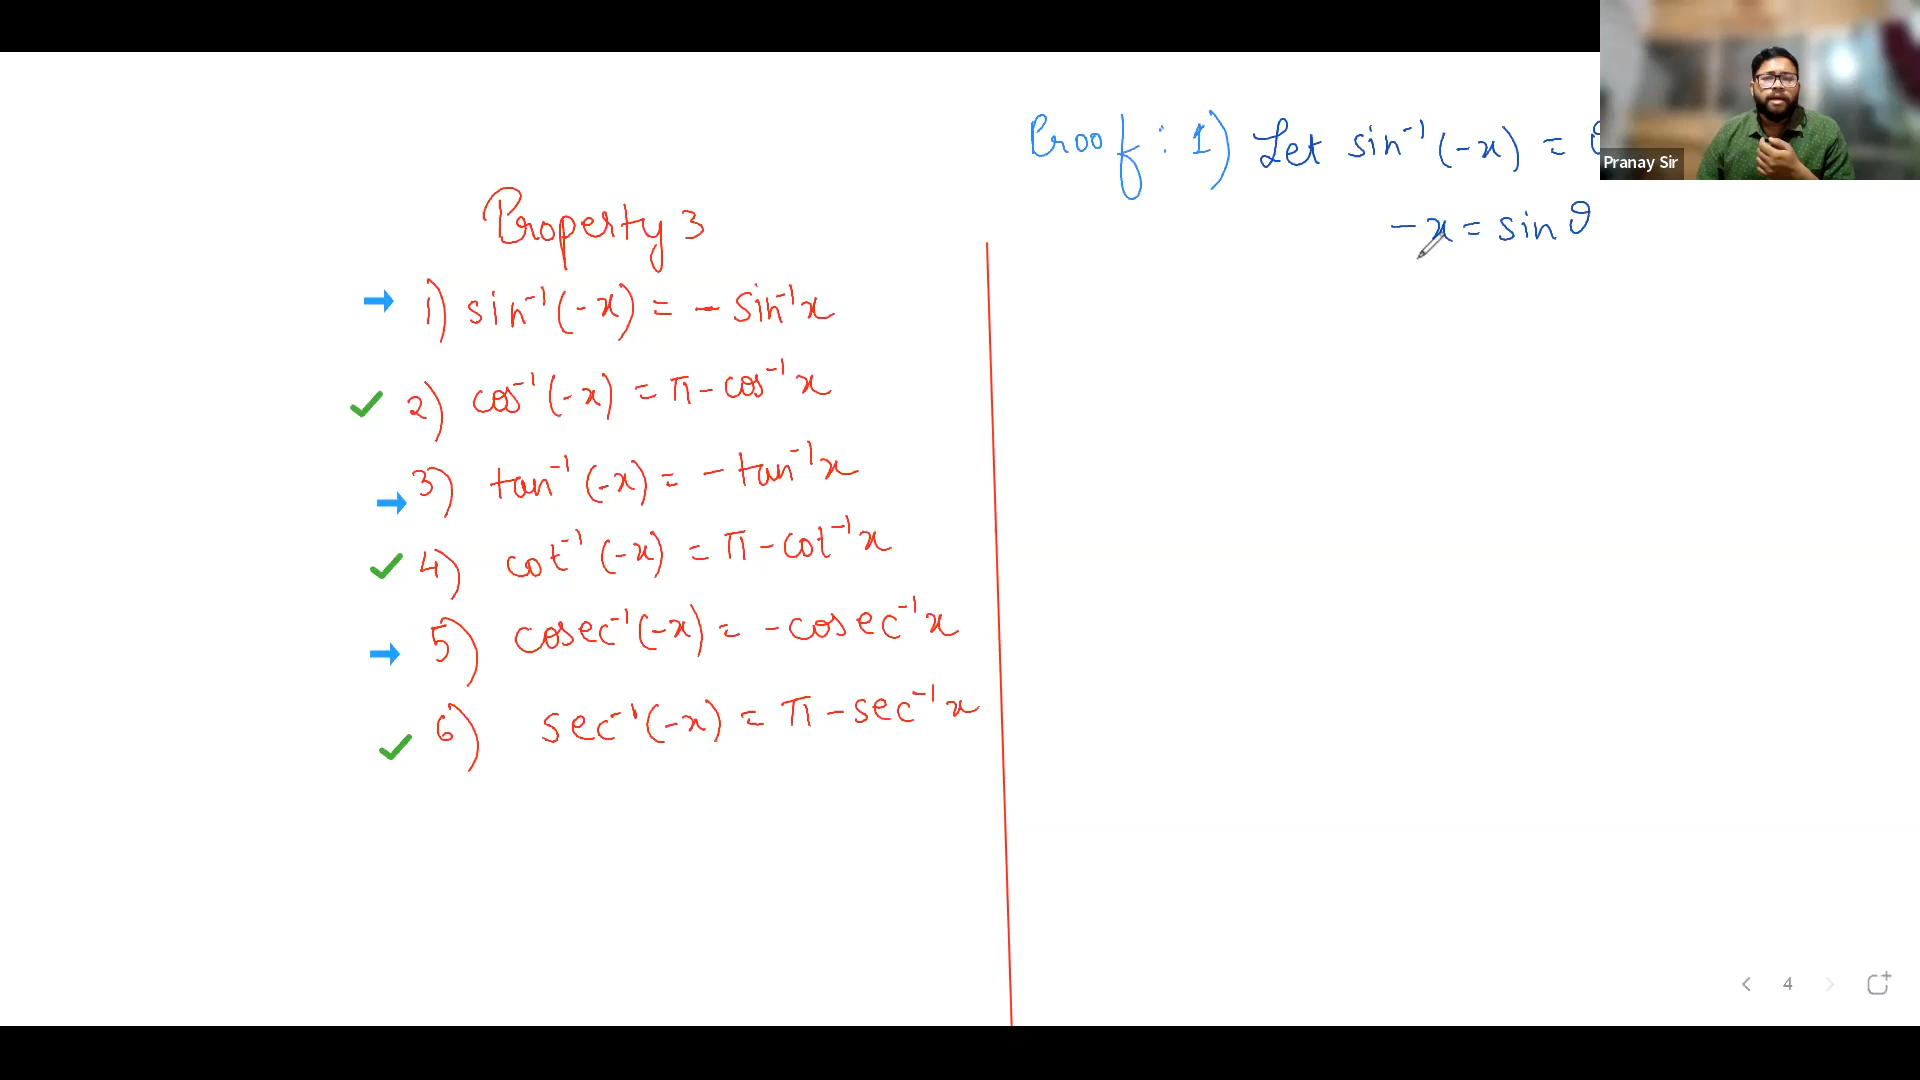 Property 3
1) sin⁻¹(-x) = - sin⁻¹x
2) cos⁻¹(-x) = π - cos⁻¹x
3) tan⁻¹(-x) = - tan⁻¹x
4) cot⁻¹(-x) = π - cot⁻¹x
5) cosec⁻¹(-x) = - cosec⁻¹x
6) sec⁻¹(-x) = π - sec⁻¹x
Proof : 1) Let sin⁻¹(-x) =
-x = sin θ
Pranay Sir
4